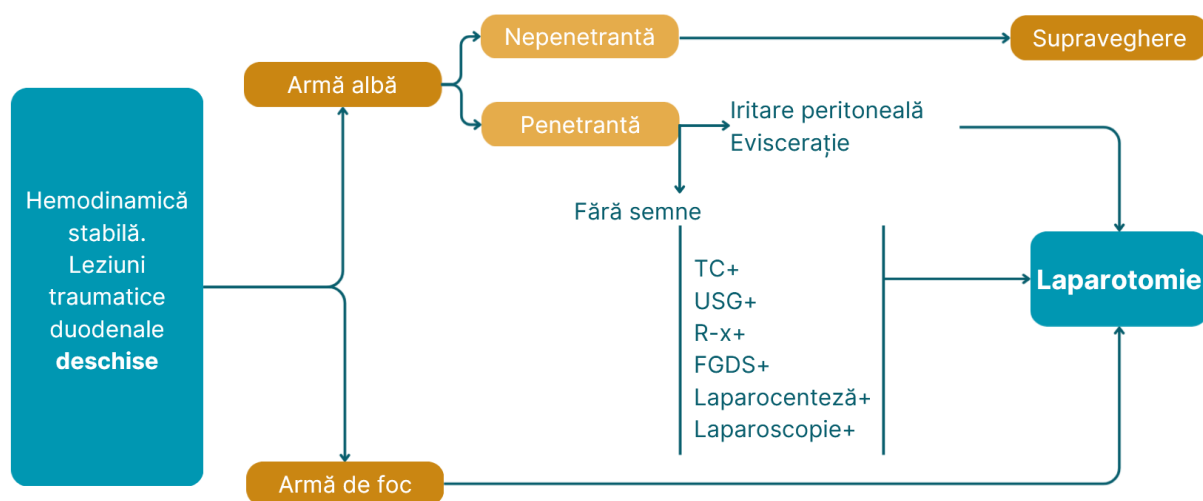 Hemodinamică
stabilă.
Leziuni
traumatice
duodenale
deschise
Armă albă
Nepenetrantă
Supraveghere
Penetrantă
Iritare peritoneală
Eviscerație
Fără semne
TC+
USG+
R-x+
FGDS+
Laparocenteză+
Laparoscopie+
Laparotomie
Armă de foc